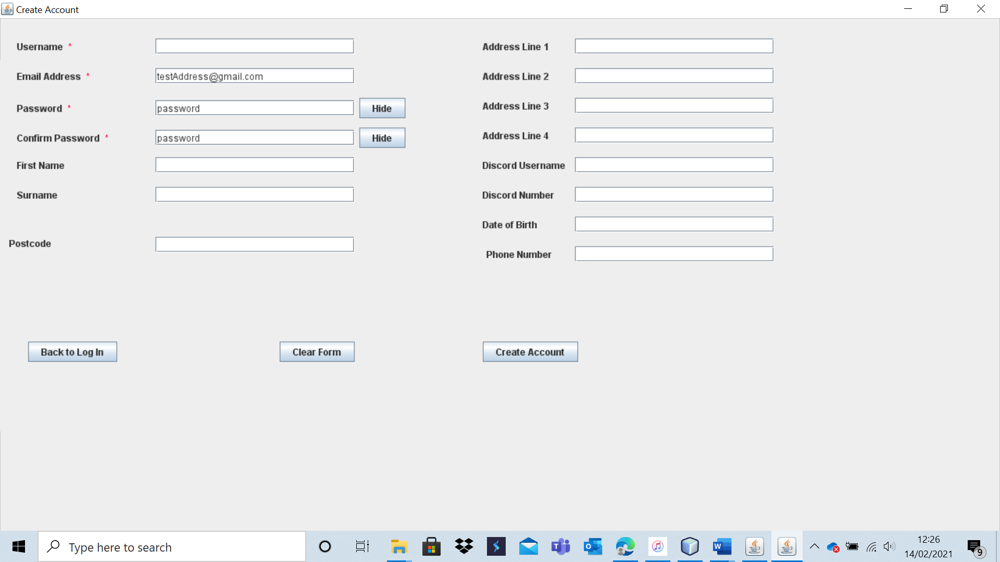 Create Account
Username *
Email Address * testAddress@gmail.com
Password * password Hide
Confirm Password * password Hide
First Name
Surname
Postcode
Address Line 1
Address Line 2
Address Line 3
Address Line 4
Discord Username
Discord Number
Date of Birth
Phone Number
Back to Log In Clear Form Create Account
Type here to search
12:26
14/02/2021
9